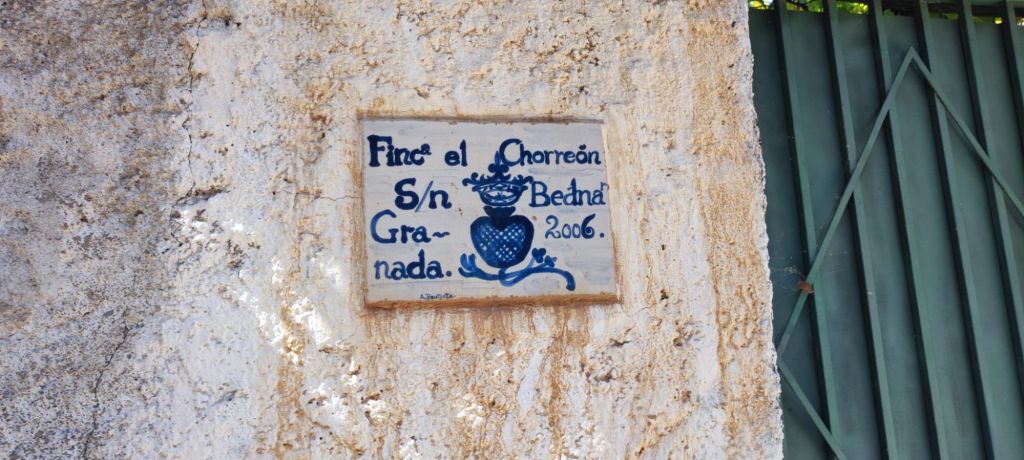 Fincª el Chorreón
S/n Bednª
Gra~ 2006.
nada.